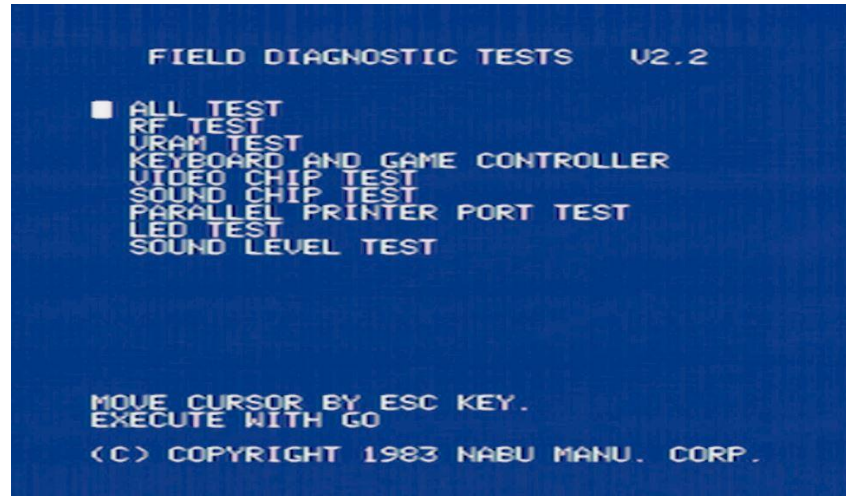 FIELD DIAGNOSTIC TESTS V2.2
ALL TEST
RF TEST
VRAM TEST
KEYBOARD AND GAME CONTROLLER
VIDEO CHIP TEST
SOUND CHIP TEST
PARALLEL PRINTER PORT TEST
LED TEST
SOUND LEVEL TEST
MOVE CURSOR BY ESC KEY.
EXECUTE WITH GO
(C) COPYRIGHT 1983 NABU MANU. CORP.